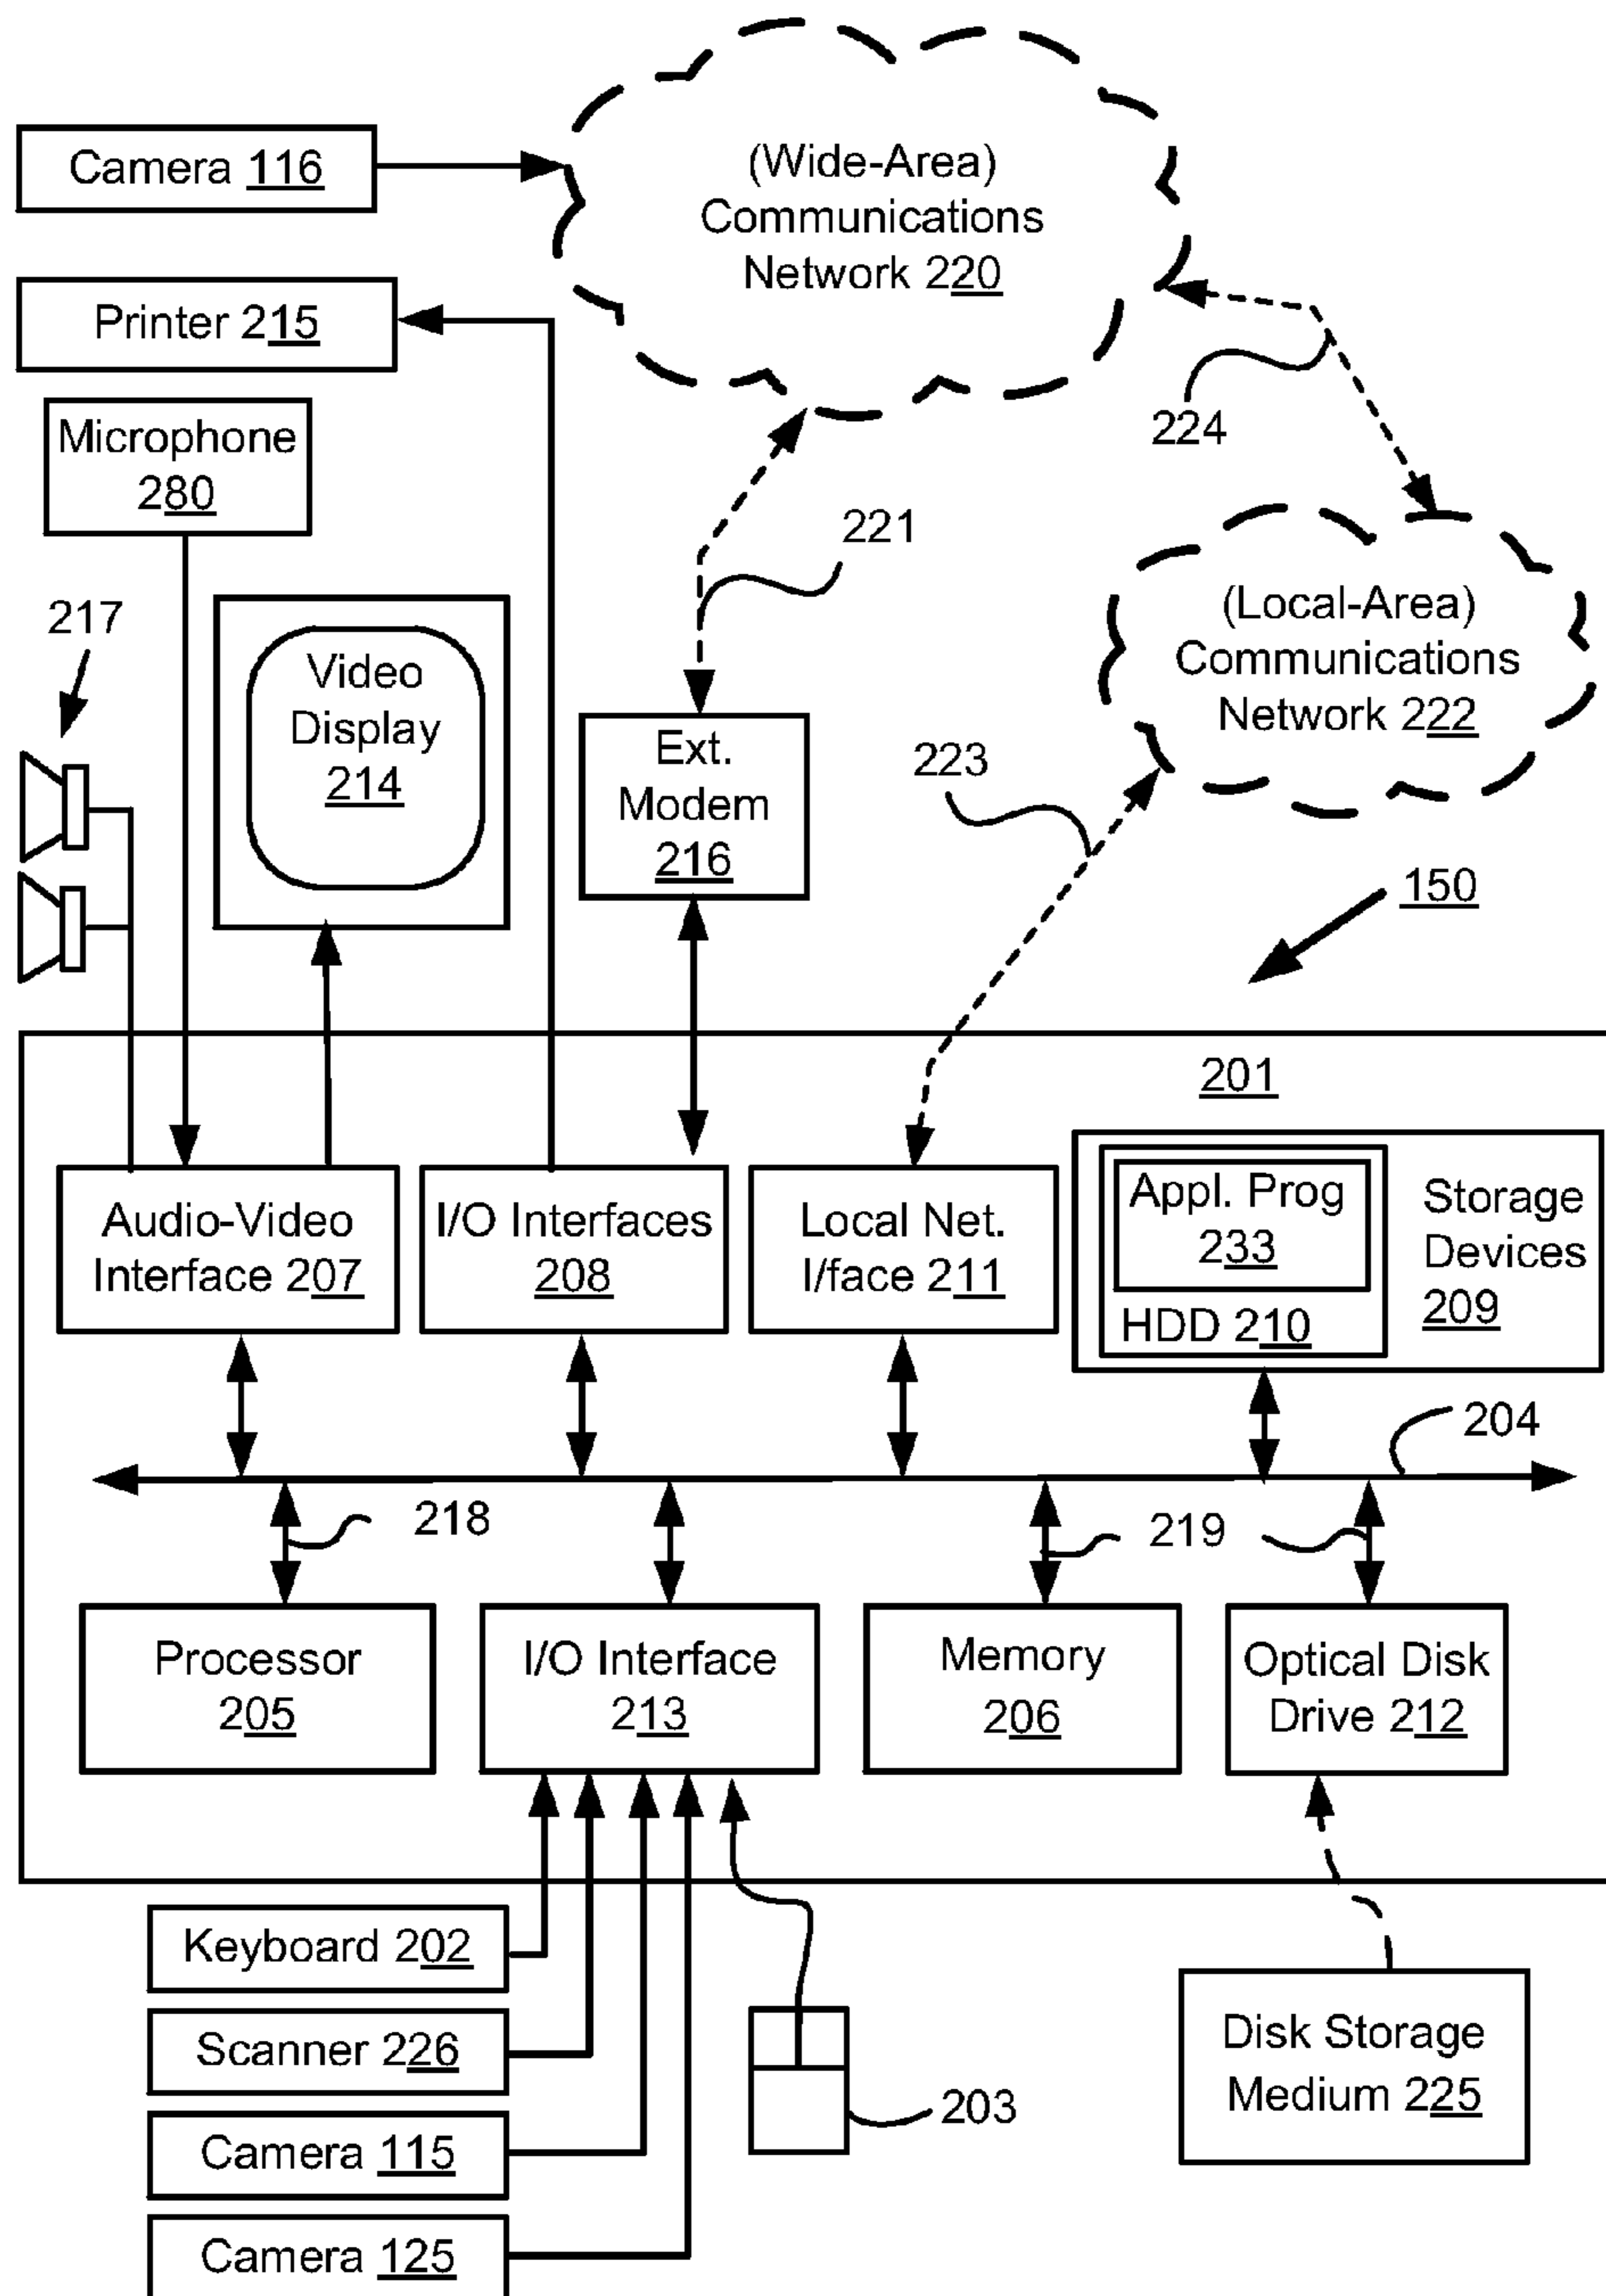 (Wide-Area)
Communications
Network 220
Camera 116
Printer 215
Microphone
280
224
221
217
Video
Display
214
(Local-Area)
Communications
Network 222
Ext.
Modem
216
223
150
201
Audio-Video
Interface 207
I/O Interfaces
208
Local Net.
I/face 211
Appl. Prog
233
HDD 210
Storage
Devices
209
204
218
219
Processor
205
I/O Interface
213
Memory
206
Optical Disk
Drive 212
Keyboard 202
Scanner 226
Camera 115
Camera 125
203
Disk Storage
Medium 225